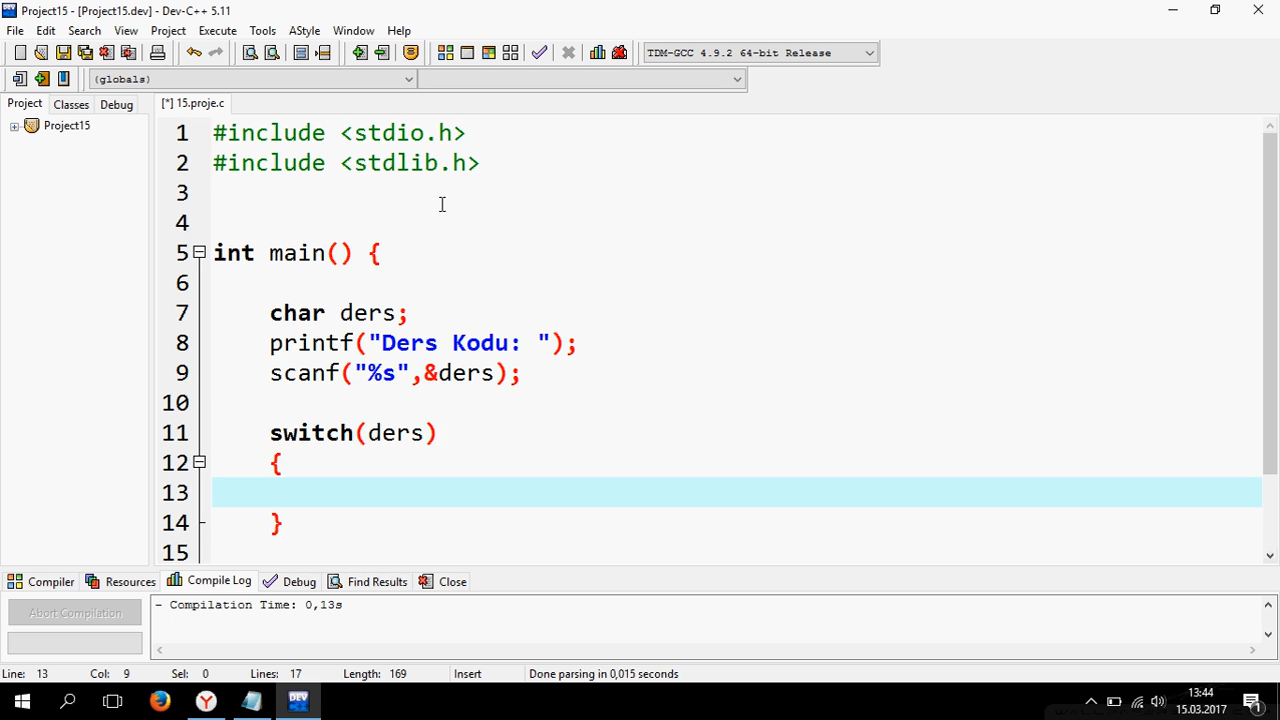 Project15 - [Project15.dev] - Dev-C++ 5.11
File Edit Search View Project Execute Tools AStyle Window Help
TDM-GCC 4.9.2 64-bit Release
(globals)
Project Classes Debug
[*] 15.proje.c
Project15
1 #include <stdio.h>
2 #include <stdlib.h>
3
4
5 int main() {
6
7 char ders;
8 printf("Ders Kodu: ");
9 scanf("%s",&ders);
10
11 switch(ders)
12 {
13
14 }
15
Compiler Resources Compile Log Debug Find Results Close
Abort Compilation
- Compilation Time: 0,13s
Line: 13 Col: 9 Sel: 0 Lines: 17 Length: 169 Insert Done parsing in 0,015 seconds
DEV
13:44
15.03.2017
1